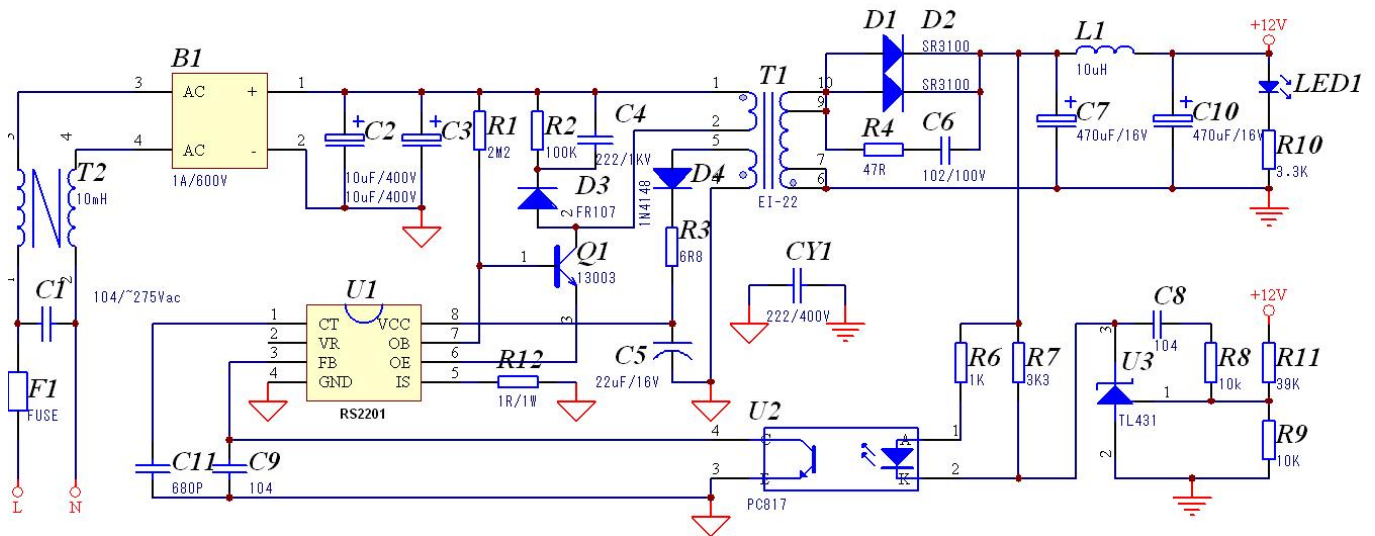 B1
3 AC + 1
4 AC - 2
1A/600V
3 4
T2
10mH
1 2
C1
104/~275Vac
F1
FUSE
L N
C2
C3
10uF/400V
10uF/400V
R1
2M2
R2
100K
C4
222/1KV
D3
FR107
2
Q1
13003
1
3
1
2
5
4
T1
EI-22
10
9
7
6
D4
1N4148
R3
6R8
D1 D2
SR3100
SR3100
R4
47R
C6
102/100V
L1
10uH
+12V
C7
470uF/16V
C10
470uF/16V
LED1
R10
3.3K
U1
1 CT VCC 8
2 VR OB 7
3 FB OE 6
4 GND IS 5
RS2201
R12
1R/1W
C5
22uF/16V
CY1
222/400V
C11
680P
C9
104
U2
4 C A 1
3 E K 2
PC817
R6
1K
R7
3K3
3
U3
1
TL431
2
C8
104
R8
10k
+12V
R11
39K
R9
10K